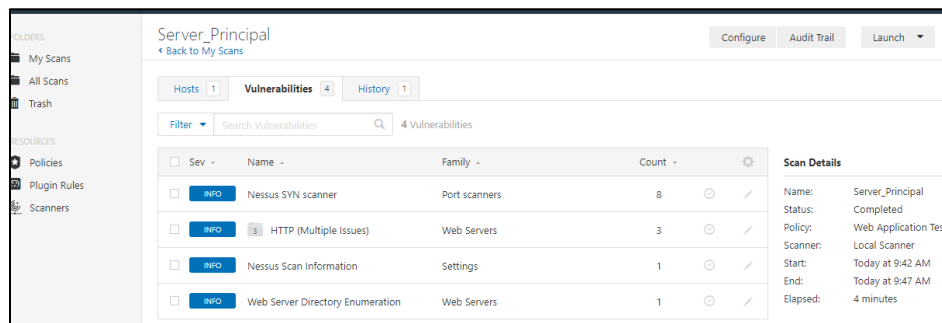 Server_Principal
Back to My Scans
Configure Audit Trail Launch
FOLDERS
My Scans
All Scans
Trash
RESOURCES
Policies
Plugin Rules
Scanners
Hosts 1 Vulnerabilities 4 History 1
Filter Search Vulnerabilities 4 Vulnerabilities
Sev Name Family Count
INFO Nessus SYN scanner Port scanners 8
INFO 3 HTTP (Multiple Issues) Web Servers 3
INFO Nessus Scan Information Settings 1
INFO Web Server Directory Enumeration Web Servers 1
Scan Details
Name: Server_Principal
Status: Completed
Policy: Web Application Tes
Scanner: Local Scanner
Start: Today at 9:42 AM
End: Today at 9:47 AM
Elapsed: 4 minutes